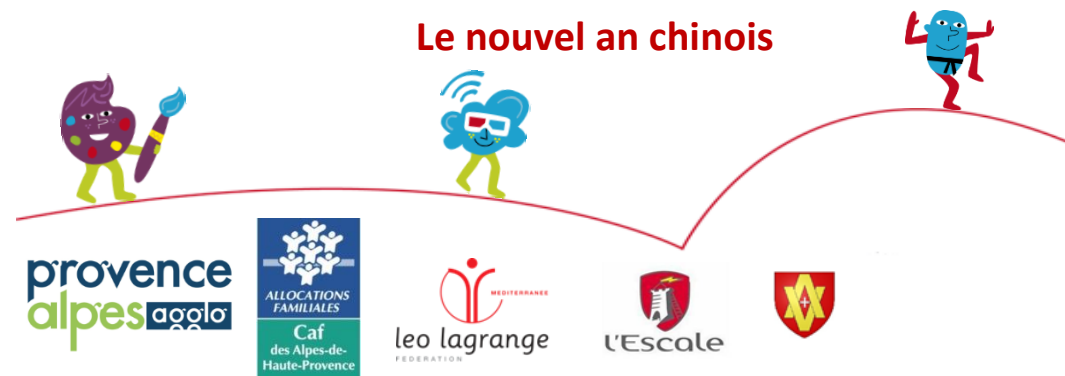 Le nouvel an chinois
provence
alpes agglo
ALLOCATIONS
FAMILIALES
Caf
des Alpes-de-
Haute-Provence
MEDITERRANEE
leo lagrange
FEDERATION
l'Escale